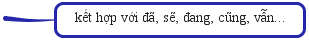 kết hợp với đã, sẽ, đang, cũng, vẫn...